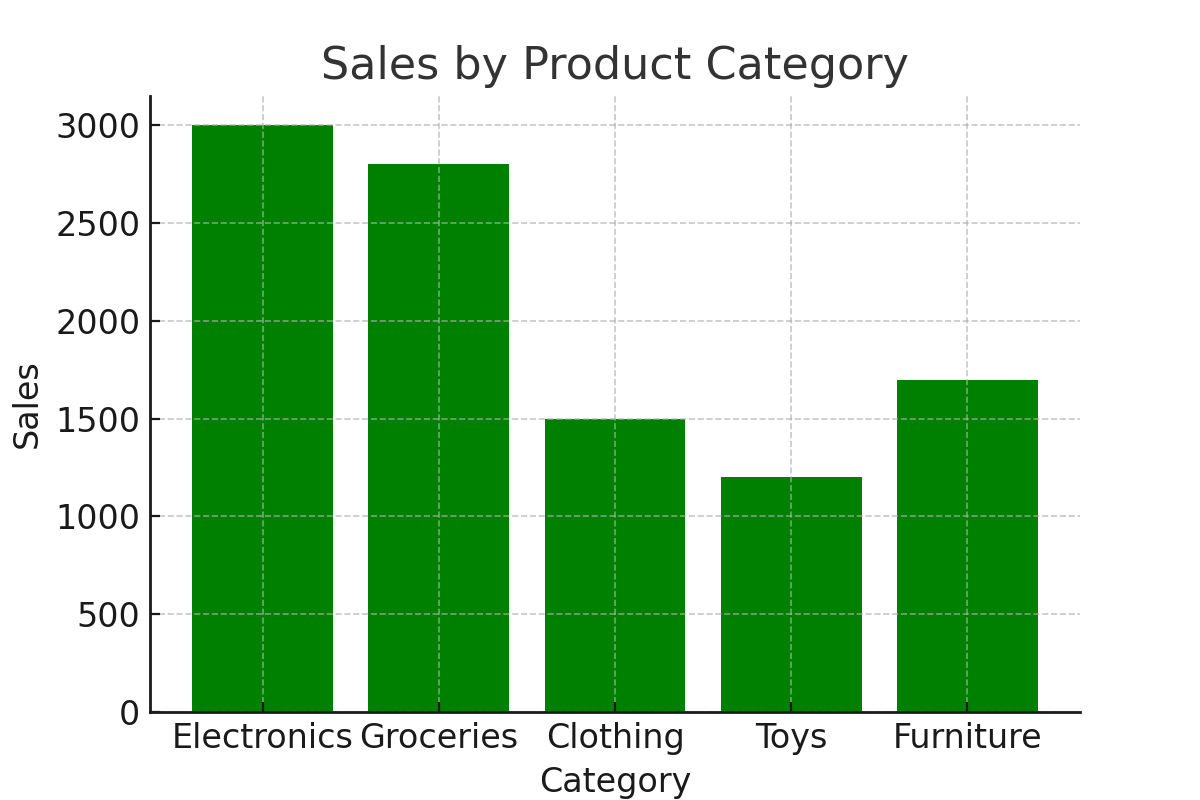 Sales by Product Category
3000
2500
2000
1500
1000
500
0
Sales
Electronics Groceries Clothing Toys Furniture
Category